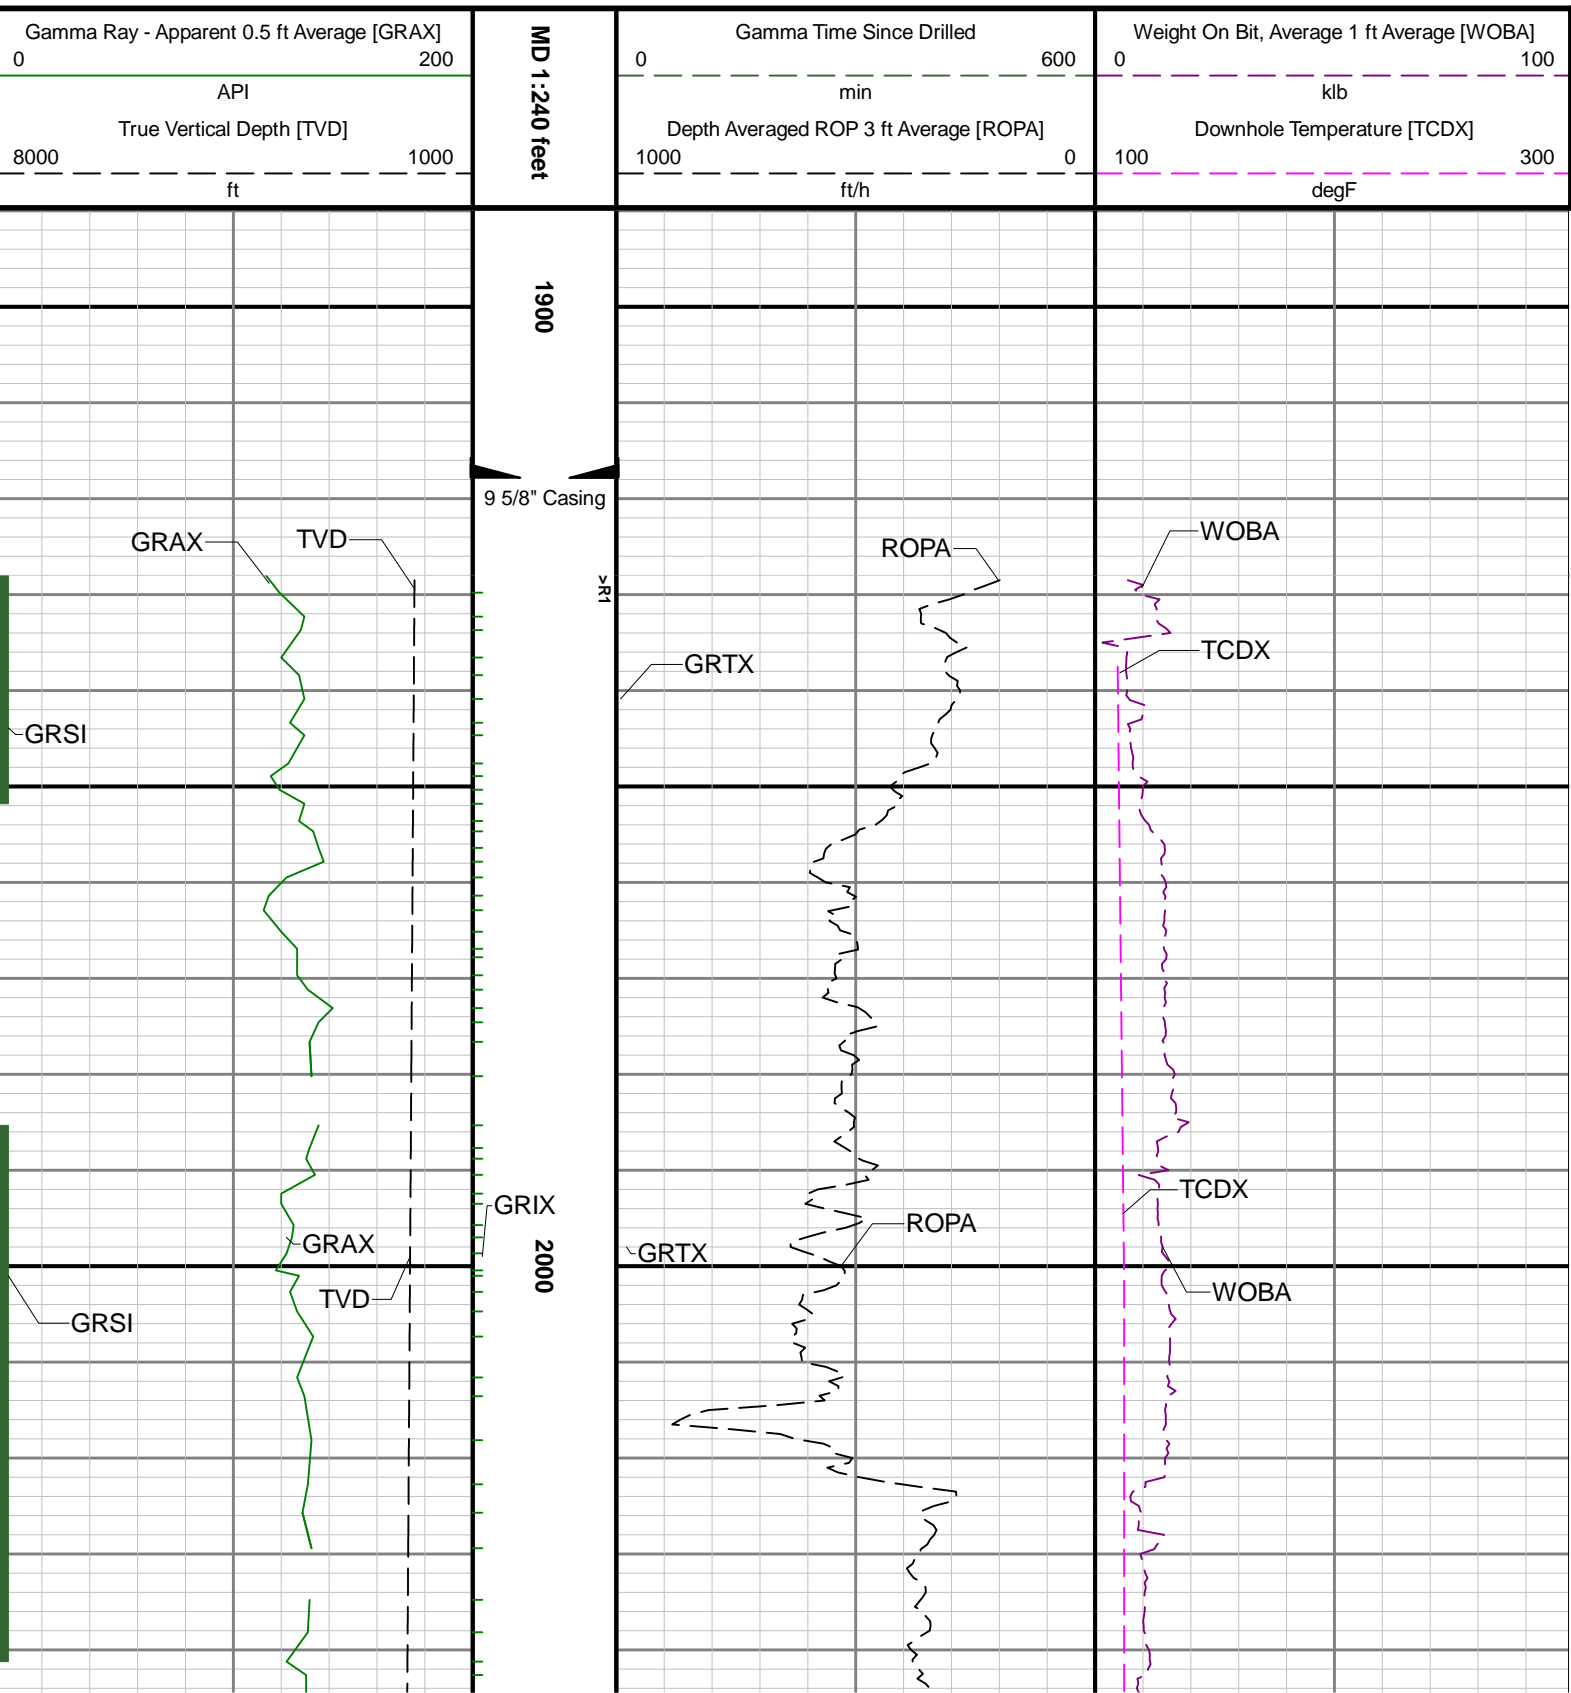 Gamma Ray - Apparent 0.5 ft Average [GRAX]
0 200
API
True Vertical Depth [TVD]
8000 1000
ft
MD 1:240 feet
Gamma Time Since Drilled
0 600
min
Depth Averaged ROP 3 ft Average [ROPA]
1000 0
ft/h
Weight On Bit, Average 1 ft Average [WOBA]
0 100
klb
Downhole Temperature [TCDX]
100 300
degF
1900
9 5/8" Casing
GRAX
TVD
ROPA
WOBA
>R1
GRTX
TCDX
GRSI
TCDX
GRIX
ROPA
GRAX
2000
GRTX
TVD
WOBA
GRSI